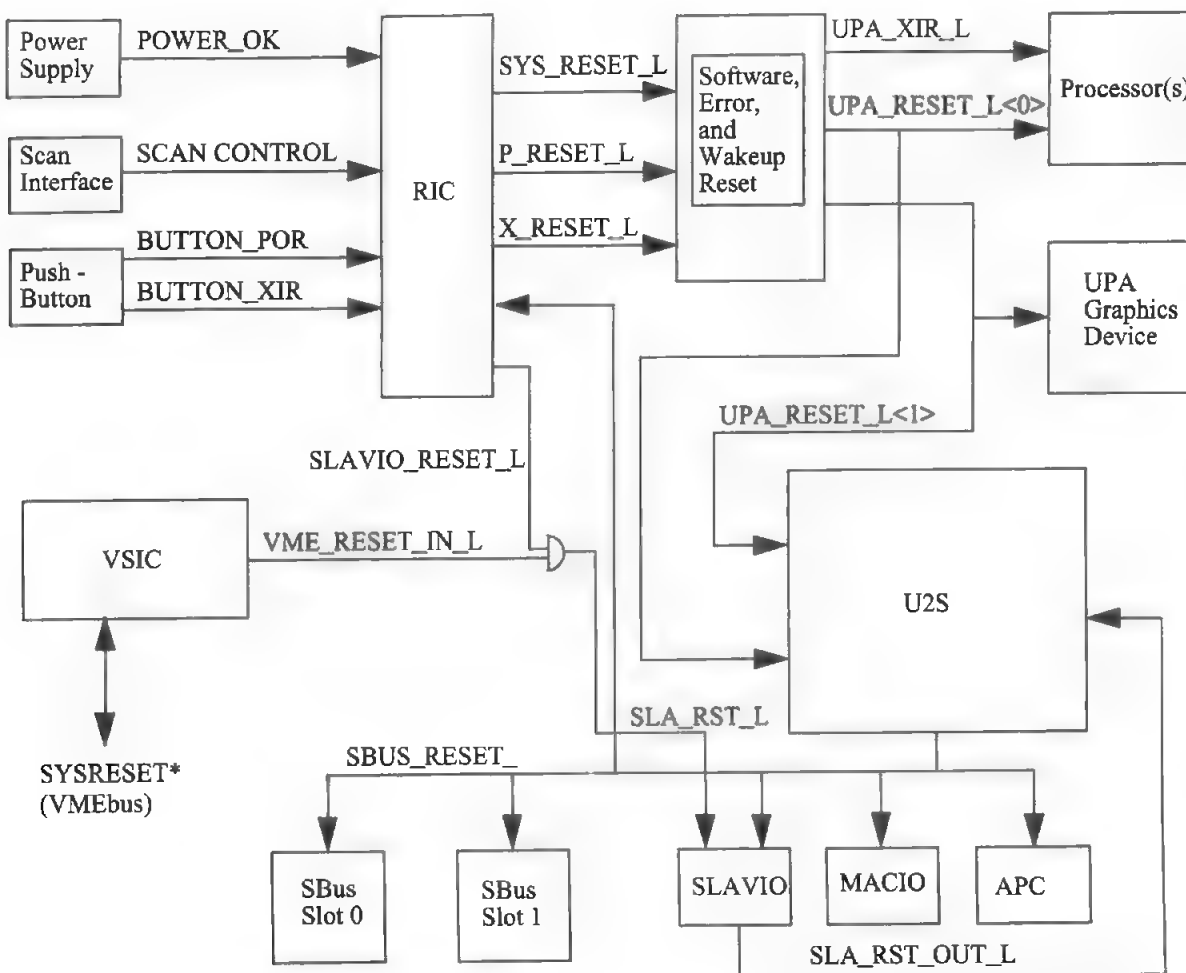 Power
Supply
POWER_OK
Scan
Interface
SCAN CONTROL
Push -
Button
BUTTON_POR
BUTTON_XIR
RIC
SYS_RESET_L
P_RESET_L
X_RESET_L
Software,
Error,
and
Wakeup
Reset
UPA_XIR_L
UPA_RESET_L<0>
Processor(s)
UPA
Graphics
Device
UPA_RESET_L<1>
SLAVIO_RESET_L
VSIC
VME_RESET_IN_L
U2S
SYSRESET*
(VMEbus)
SLA_RST_L
SBUS_RESET_
SBus
Slot 0
SBus
Slot 1
SLAVIO
MACIO
APC
SLA_RST_OUT_L